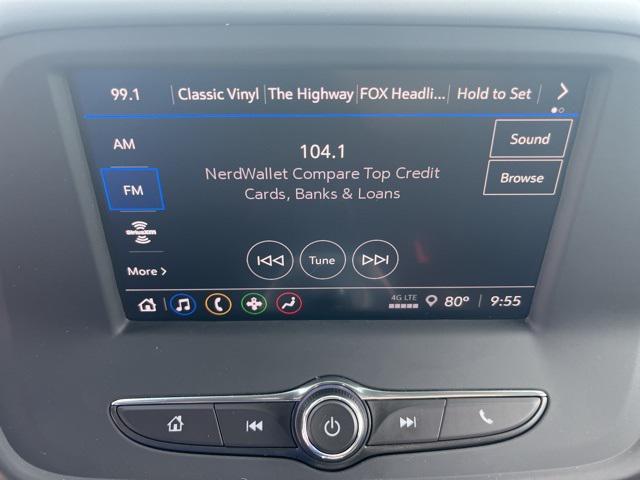 99.1 Classic Vinyl The Highway FOX Headli... Hold to Set
AM
104.1
Sound
NerdWallet Compare Top Credit
Cards, Banks & Loans
FM
Browse
SiriusXM
Tune
More
4G LTE 80° 9:55